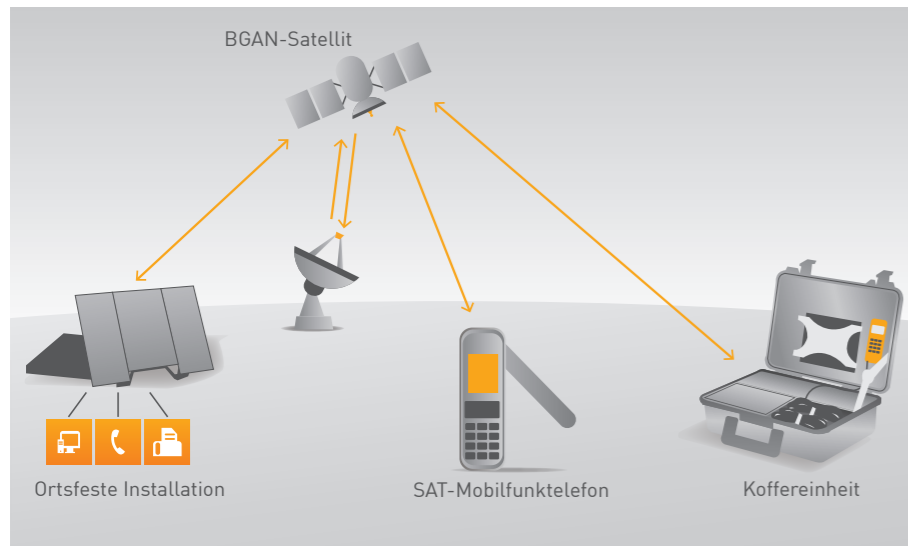 BGAN-Satellit
Ortsfeste Installation
SAT-Mobilfunktelefon
Koffereinheit